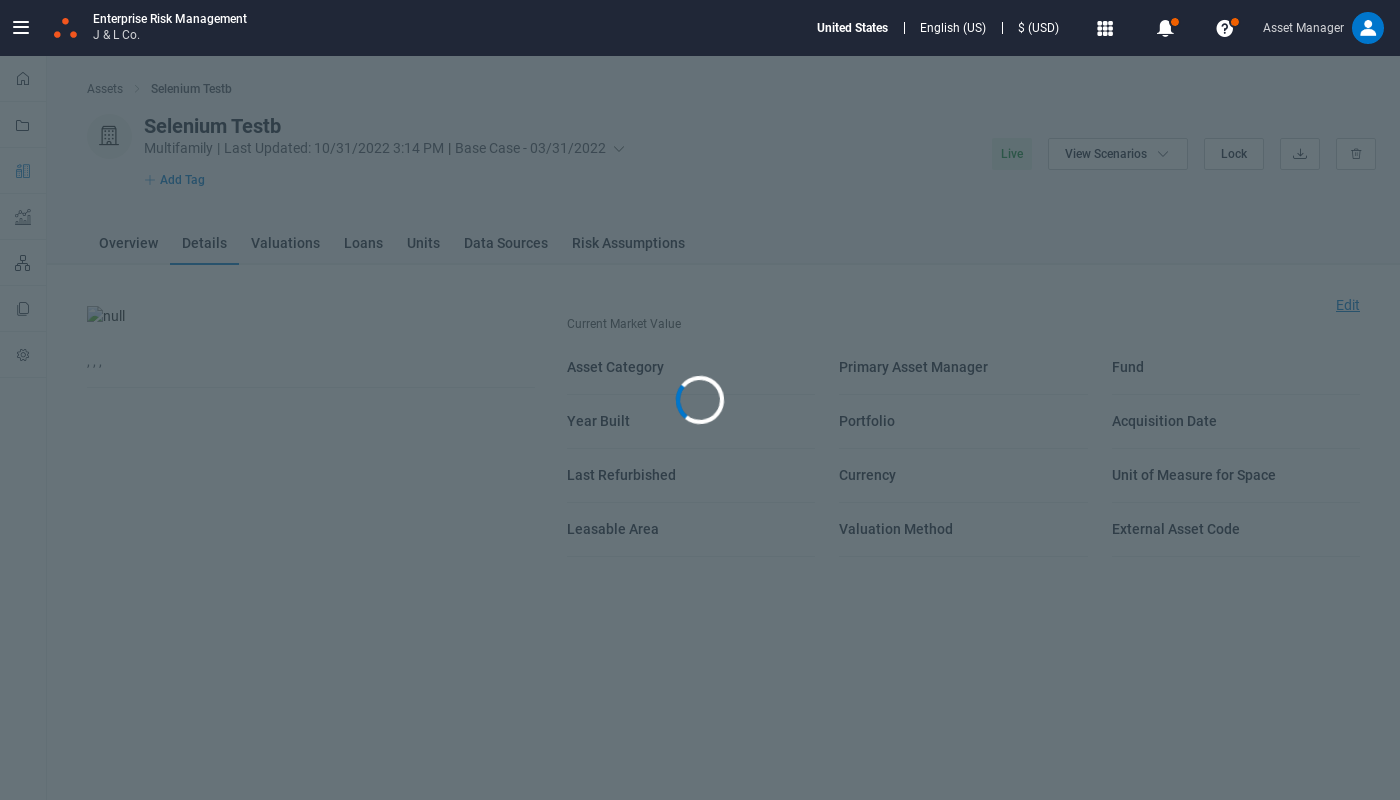 Enterprise Risk Management
J & L Co.
United States | English (US) | $ (USD)
Asset Manager
Assets > Selenium Testb
Selenium Testb
Multifamily | Last Updated: 10/31/2022 3:14 PM | Base Case - 03/31/2022
+ Add Tag
Live
View Scenarios
Lock
Overview Details Valuations Loans Units Data Sources Risk Assumptions
Edit
null
, , ,
Current Market Value
Asset Category Primary Asset Manager Fund
Year Built Portfolio Acquisition Date
Last Refurbished Currency Unit of Measure for Space
Leasable Area Valuation Method External Asset Code